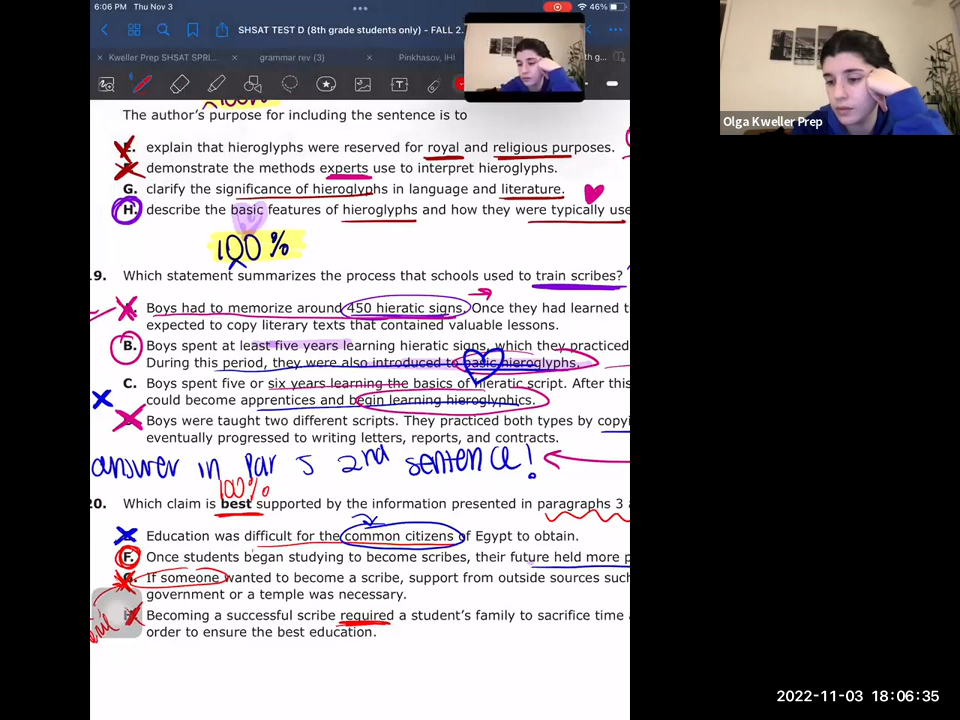 6:06 PM Thu Nov 3
46%
SHSAT TEST D (8th grade students only) - FALL 2.
Kweller Prep SHSAT SPRI...
grammar rev (3)
Pinkhasov, IHI
th g...
100%
The author's purpose for including the sentence is to
E. explain that hieroglyphs were reserved for royal and religious purposes.
demonstrate the methods experts use to interpret hieroglyphs.
G. clarify the significance of hieroglyphs in language and literature.
H. describe the basic features of hieroglyphs and how they were typically use
100%
19. Which statement summarizes the process that schools used to train scribes?
Boys had to memorize around 450 hieratic signs. Once they had learned t
expected to copy literary texts that contained valuable lessons.
B. Boys spent at least five years learning hieratic signs, which they practiced
During this period, they were also introduced to basic hieroglyphs.
C. Boys spent five or six years learning the basics of hieratic script. After this
could become apprentices and begin learning hieroglyphics.
Boys were taught two different scripts. They practiced both types by copyi
eventually progressed to writing letters, reports, and contracts.
answer in Par 5 2nd sentence!
100%
20. Which claim is best supported by the information presented in paragraphs 3
Education was difficult for the common citizens of Egypt to obtain.
F. Once students began studying to become scribes, their future held more p
If someone wanted to become a scribe, support from outside sources such
government or a temple was necessary.
Becoming a successful scribe required a student's family to sacrifice time
order to ensure the best education.
Olga Kweller Prep
2022-11-03 18:06:35